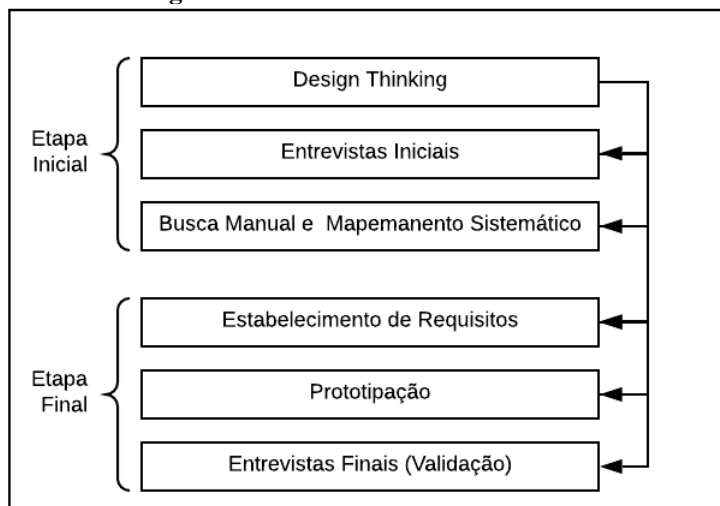 Design Thinking
Etapa
Inicial
Entrevistas Iniciais
Busca Manual e Mapemanento Sistemático
Estabelecimento de Requisitos
Etapa
Final
Prototipação
Entrevistas Finais (Validação)